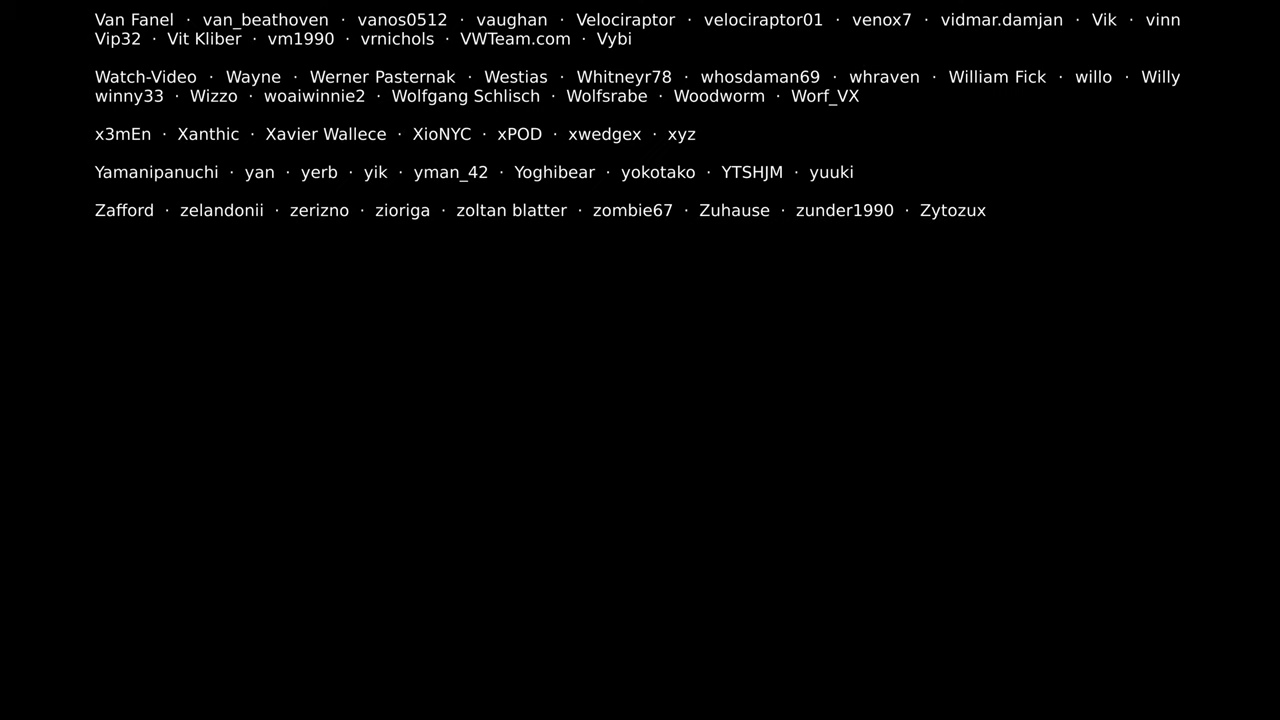 Van Fanel · van_beathoven · vanos0512 · vaughan · Velociraptor · velociraptor01 · venox7 · vidmar.damjan · Vik · vinn
Vip32 · Vit Kliber · vm1990 · vrnichols · VWTeam.com · Vybi
Watch-Video · Wayne · Werner Pasternak · Westias · Whitneyr78 · whosdaman69 · whraven · William Fick · willo · Willy
winny33 · Wizzo · woaiwinnie2 · Wolfgang Schlisch · Wolfsrabe · Woodworm · Worf_VX
x3mEn · Xanthic · Xavier Wallece · XioNYC · xPOD · xwedgex · xyz
Yamanipanuchi · yan · yerb · yik · yman_42 · Yoghibear · yokotako · YTSHJM · yuuki
Zafford · zelandonii · zerizno · zioriga · zoltan blatter · zombie67 · Zuhause · zunder1990 · Zytozux